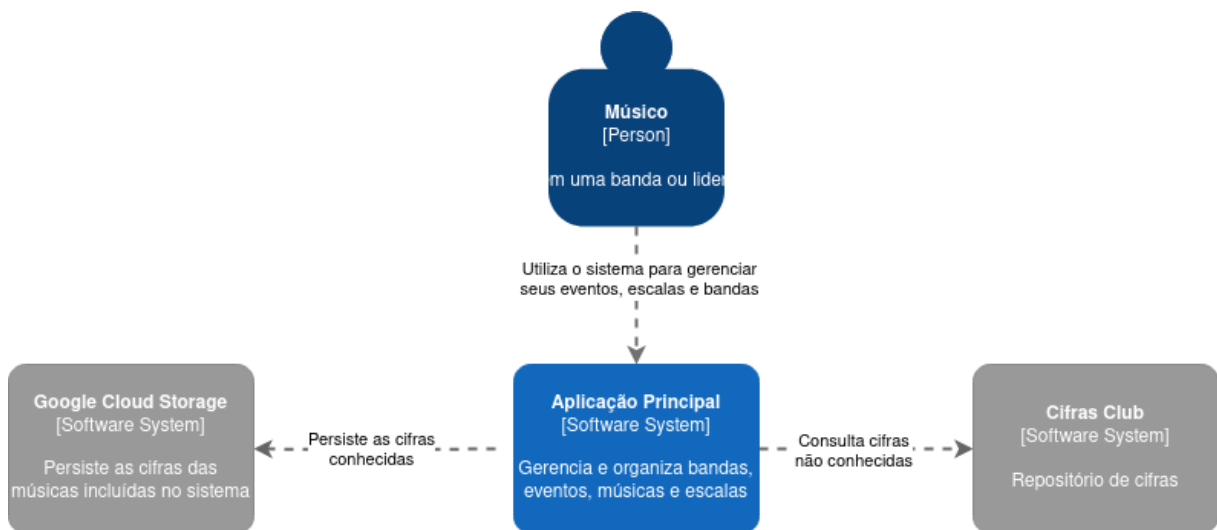 Músico
[Person]
em uma banda ou lider
Utiliza o sistema para gerenciar
seus eventos, escalas e bandas
Google Cloud Storage
[Software System]
Persiste as cifras das
músicas incluídas no sistema
Persiste as cifras
conhecidas
Aplicação Principal
[Software System]
Gerencia e organiza bandas,
eventos, músicas e escalas
Consulta cifras
não conhecidas
Cifras Club
[Software System]
Repositório de cifras